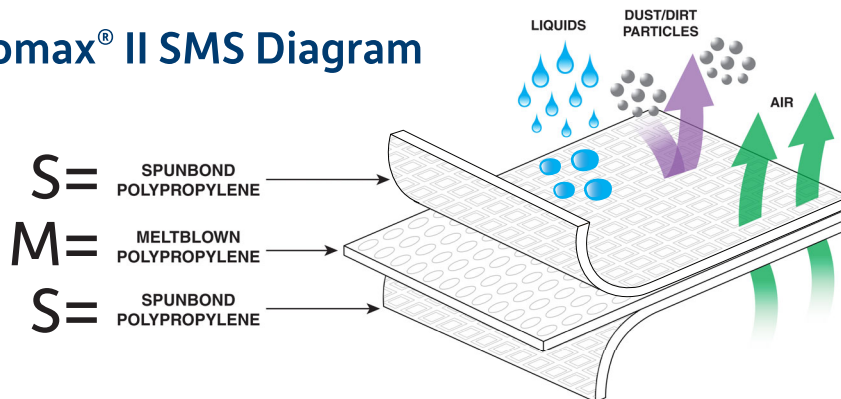 omax® II SMS Diagram
LIQUIDS
DUST/DIRT
PARTICLES
AIR
S=
SPUNBOND
POLYPROPYLENE
M=
MELTBLOWN
POLYPROPYLENE
S=
SPUNBOND
POLYPROPYLENE